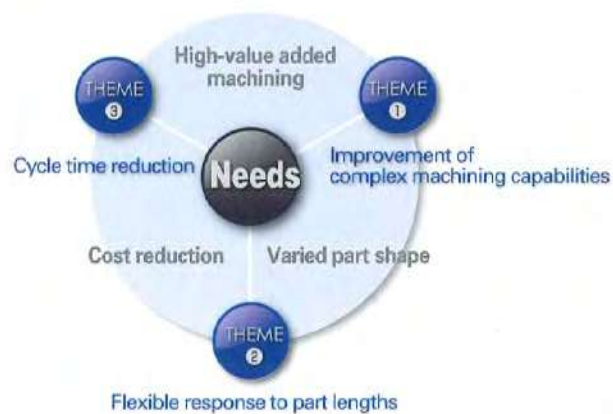 High-value added
machining
THEME
3
THEME
1
Cycle time reduction
Needs
Improvement of
complex machining capabilities
Cost reduction
Varied part shape
THEME
2
Flexible response to part lengths